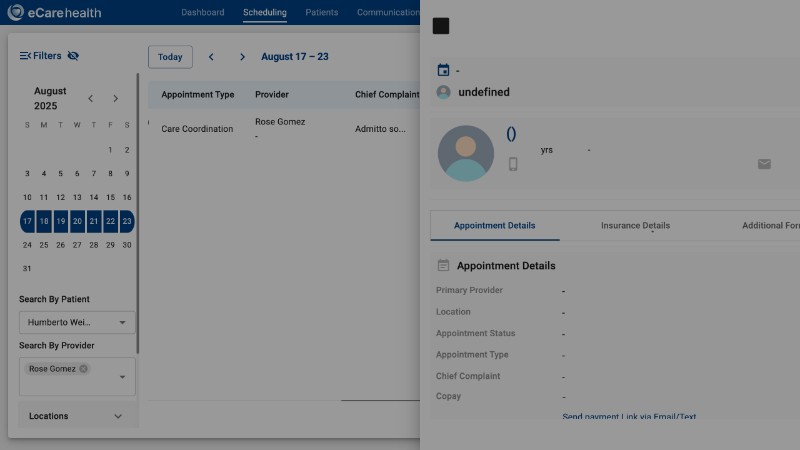 eCarehealth
Dashboard
Scheduling
Patients
Communication
Filters
Today
August 17 – 23
August
2025
S M T W T F S
1 2
3 4 5 6 7 8 9
10 11 12 13 14 15 16
17 18 19 20 21 22 23
24 25 26 27 28 29 30
31
Search By Patient
Humberto Wei...
Search By Provider
Rose Gomez
Locations
Appointment Type
Provider
Chief Complaint
Care Coordination
Rose Gomez
-
Admitto so...
-
undefined
()
yrs
-
Appointment Details
Insurance Details
Additional For
Appointment Details
Primary Provider -
Location -
Appointment Status -
Appointment Type -
Chief Complaint -
Copay -
Send payment Link via Email/Text